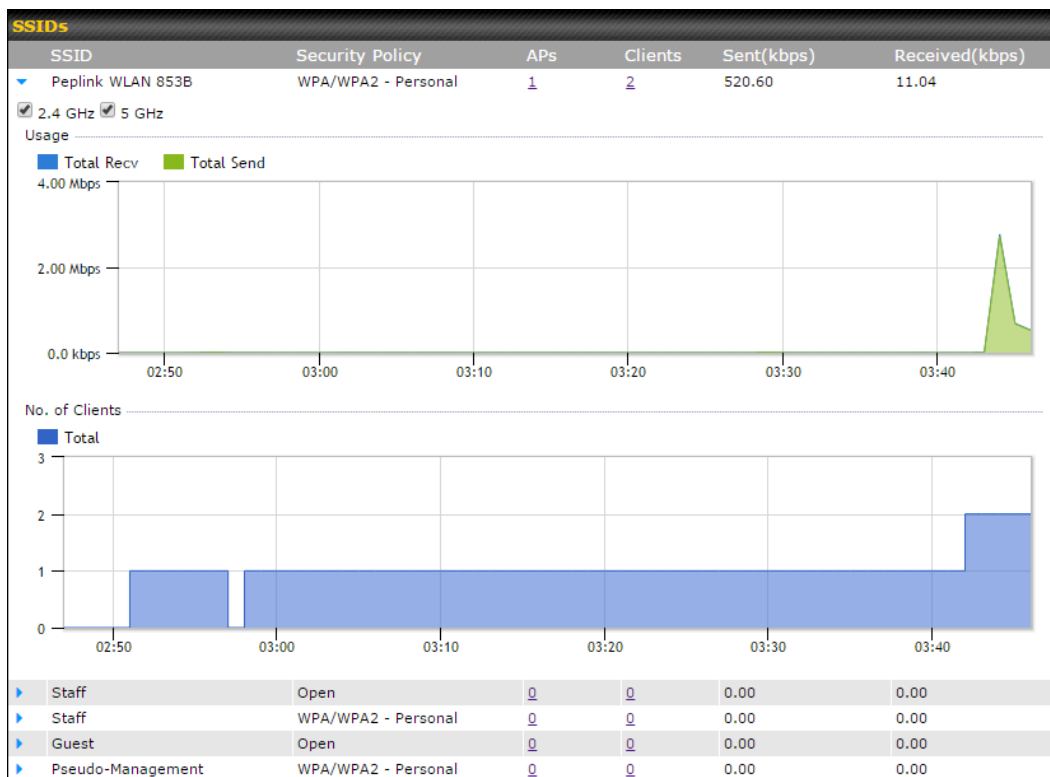 SSIDs
SSID Security Policy APs Clients Sent(kbps) Received(kbps)
Peplink WLAN 853B WPA/WPA2 - Personal 1 2 520.60 11.04
2.4 GHz 5 GHz
Usage
Total Recv Total Send
4.00 Mbps
2.00 Mbps
0.0 kbps
02:50 03:00 03:10 03:20 03:30 03:40
No. of Clients
Total
3
2
1
0
02:50 03:00 03:10 03:20 03:30 03:40
Staff Open 0 0 0.00 0.00
Staff WPA/WPA2 - Personal 0 0 0.00 0.00
Guest Open 0 0 0.00 0.00
Pseudo-Management WPA/WPA2 - Personal 0 0 0.00 0.00